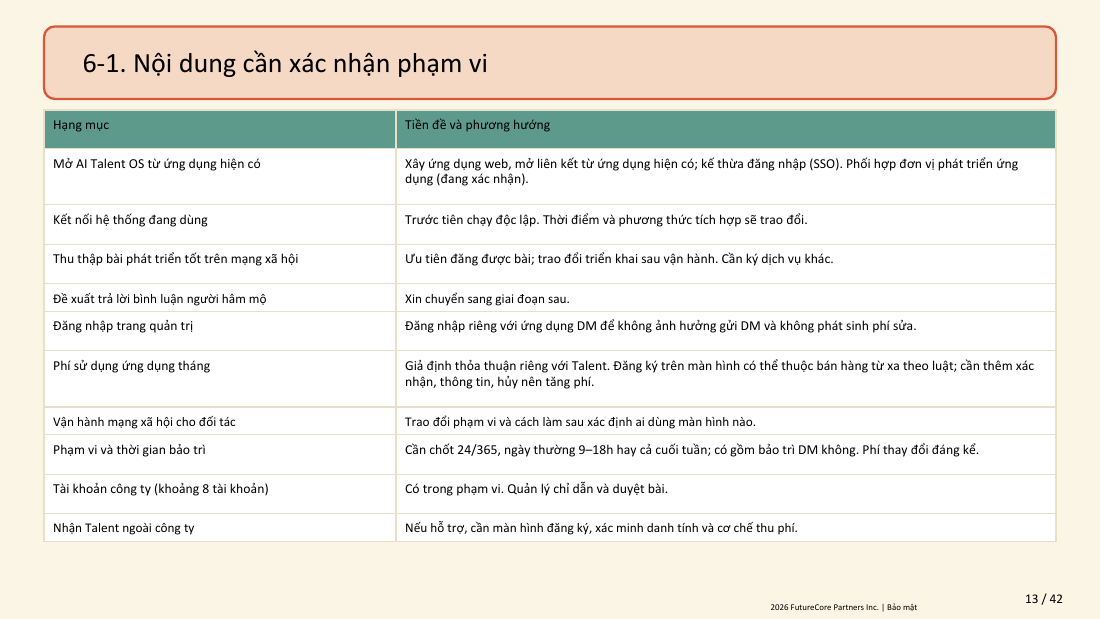 6-1. Nội dung cần xác nhận phạm vi
Hạng mục
Tiền đề và phương hướng
Mở AI Talent OS từ ứng dụng hiện có
Xây ứng dụng web, mở liên kết từ ứng dụng hiện có; kế thừa đăng nhập (SSO). Phối hợp đơn vị phát triển ứng
dụng (đang xác nhận).
Kết nối hệ thống đang dùng
Trước tiên chạy độc lập. Thời điểm và phương thức tích hợp sẽ trao đổi.
Thu thập bài phát triển tốt trên mạng xã hội
Ưu tiên đăng được bài; trao đổi triển khai sau vận hành. Cần ký dịch vụ khác.
Đề xuất trả lời bình luận người hâm mộ
Xin chuyển sang giai đoạn sau.
Đăng nhập trang quản trị
Đăng nhập riêng với ứng dụng DM để không ảnh hưởng gửi DM và không phát sinh phí sửa.
Phí sử dụng ứng dụng tháng
Giả định thỏa thuận riêng với Talent. Đăng ký trên màn hình có thể thuộc bán hàng từ xa theo luật; cần thêm xác
nhận, thông tin, hủy nên tăng phí.
Vận hành mạng xã hội cho đối tác
Trao đổi phạm vi và cách làm sau xác định ai dùng màn hình nào.
Phạm vi và thời gian bảo trì
Cần chốt 24/365, ngày thường 9–18h hay cả cuối tuần; có gồm bảo trì DM không. Phí thay đổi đáng kể.
Tài khoản công ty (khoảng 8 tài khoản)
Có trong phạm vi. Quản lý chỉ dẫn và duyệt bài.
Nhận Talent ngoài công ty
Nếu hỗ trợ, cần màn hình đăng ký, xác minh danh tính và cơ chế thu phí.
2026 FutureCore Partners Inc. | Bảo mật
13 / 42